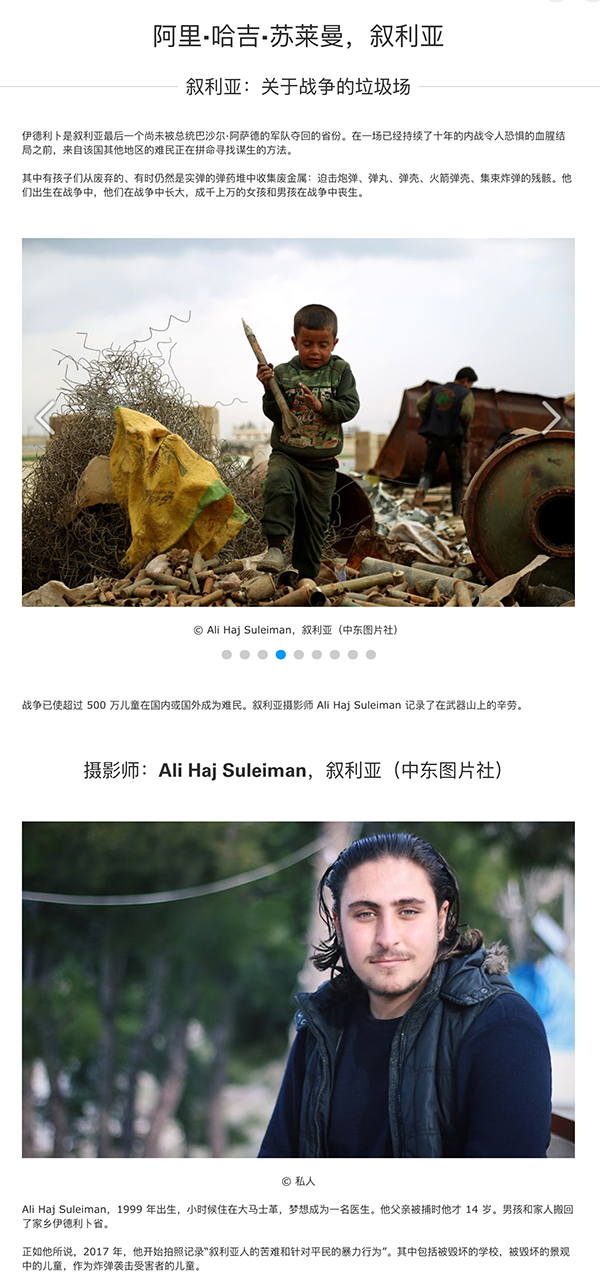 阿里·哈吉·苏莱曼，叙利亚
叙利亚：关于战争的垃圾场
伊德利卜是叙利亚最后一个尚未被总统巴沙尔·阿萨德的军队夺回的省份。在一场已经持续了十年的内战令人恐惧的血腥结
局之前，来自该国其他地区的难民正在拼命寻找谋生的方法。
其中有孩子们从废弃的、有时仍然是实弹的弹药堆中收集废金属：迫击炮弹、弹丸、弹壳、火箭弹壳、集束炸弹的残骸。他
们出生在战争中，他们在战争中长大，成千上万的女孩和男孩在战争中丧生。
© Ali Haj Suleiman，叙利亚（中东图片社）
战争已使超过 500 万儿童在国内或国外成为难民。叙利亚摄影师 Ali Haj Suleiman 记录了在武器山上的辛劳。
摄影师：Ali Haj Suleiman，叙利亚（中东图片社）
© 私人
Ali Haj Suleiman，1999 年出生，小时候住在大马士革，梦想成为一名医生。他父亲被捕时他才 14 岁。男孩和家人搬回
了家乡伊德利卜省。
正如他所说，2017 年，他开始拍照记录“叙利亚人的苦难和针对平民的暴力行为”。其中包括被毁坏的学校，被毁坏的景观
中的儿童，作为炸弹袭击受害者的儿童。